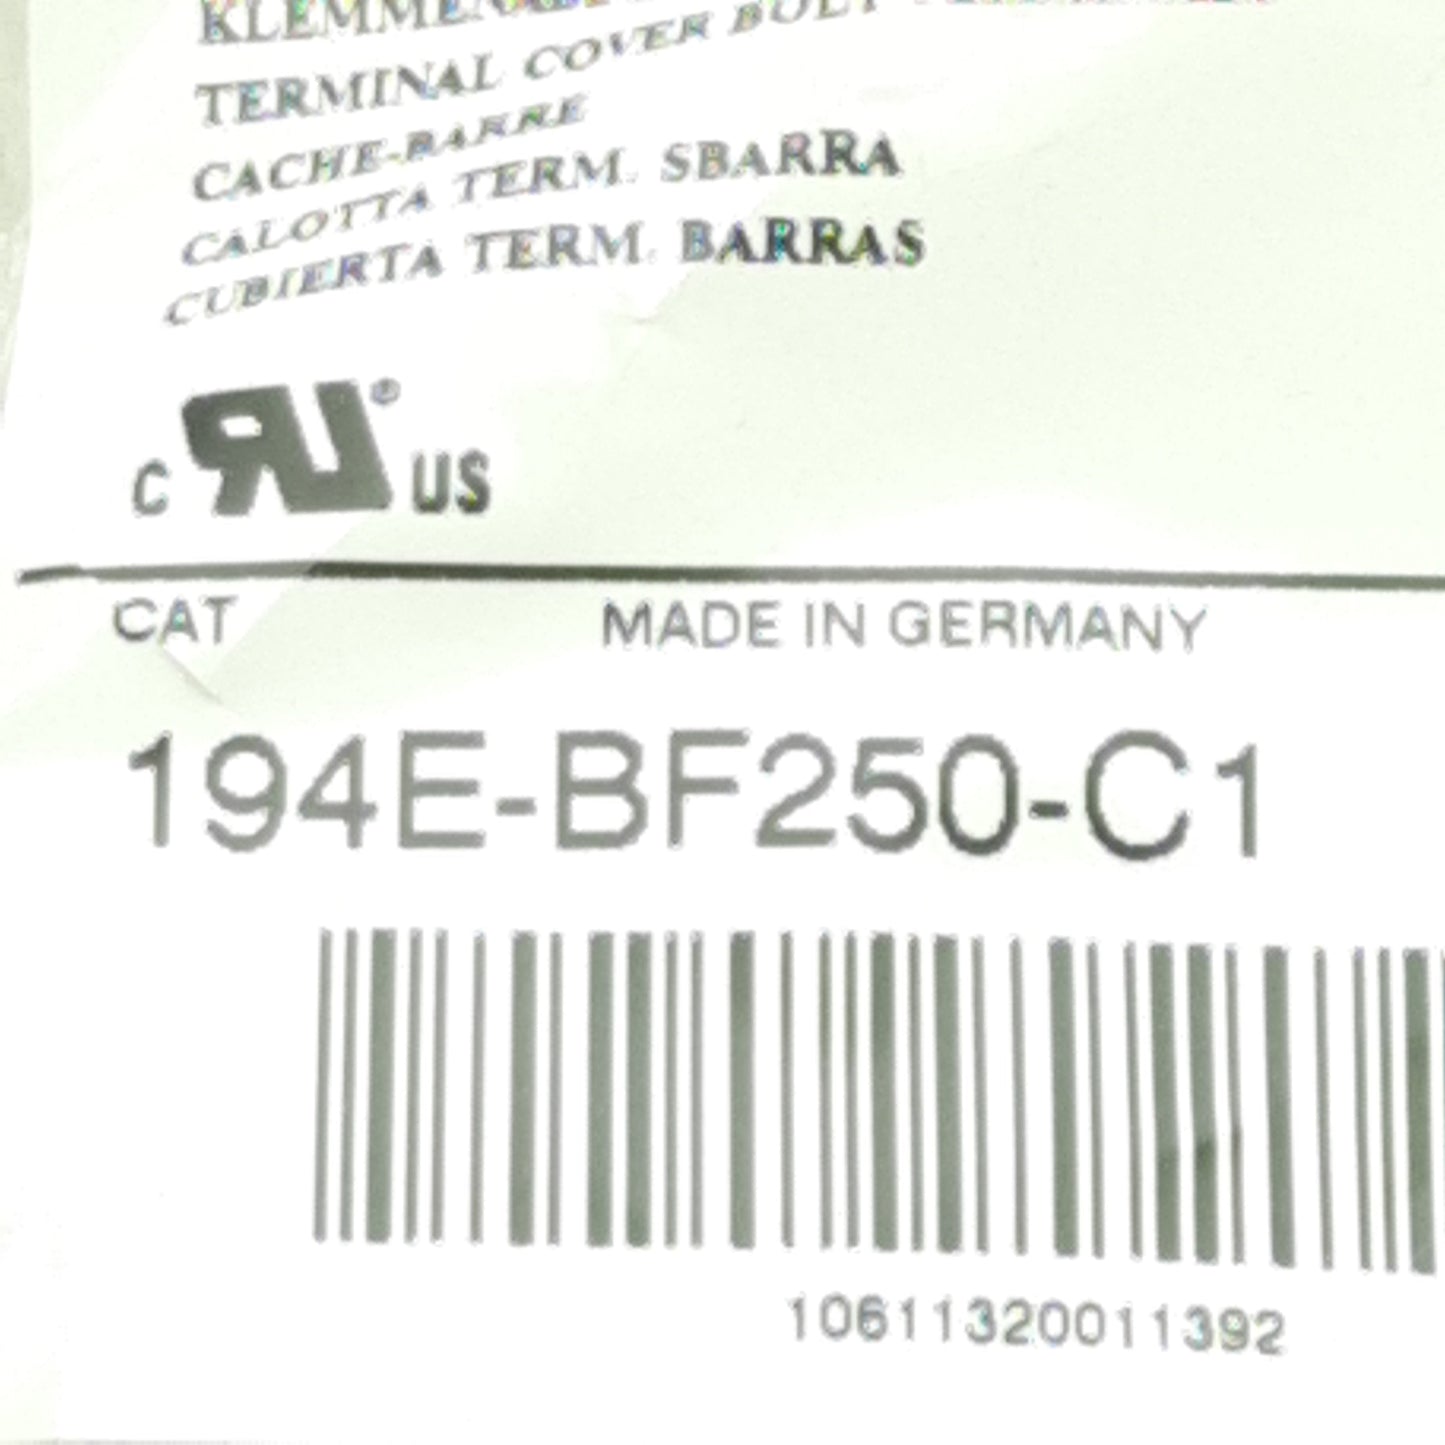 TERMINAL COVER BOLT
CACHE-BARRE
CALOTTA TERM. SBARRA
CUBIERTA TERM. BARRAS
C UR® US
CAT MADE IN GERMANY
194E-BF250-C1
10611320011392